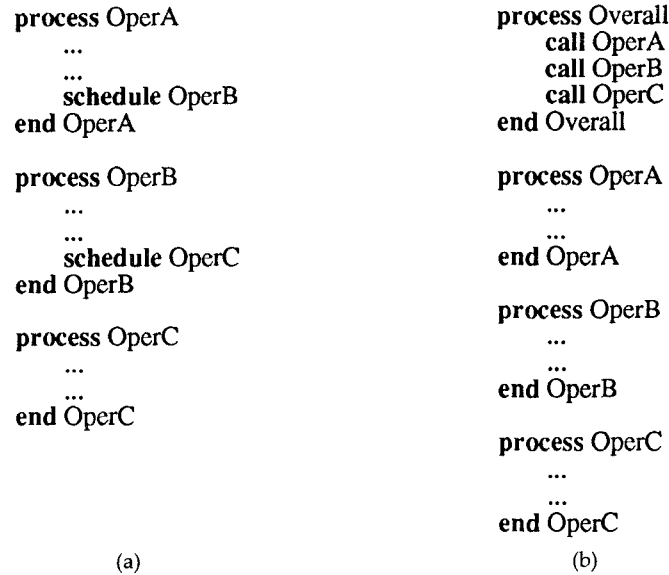 process OperA
...
...
schedule OperB
end OperA
process OperB
...
...
schedule OperC
end OperB
process OperC
...
...
end OperC
(a)
process Overall
call OperA
call OperB
call OperC
end Overall
process OperA
...
...
end OperA
process OperB
...
...
end OperB
process OperC
...
...
end OperC
(b)